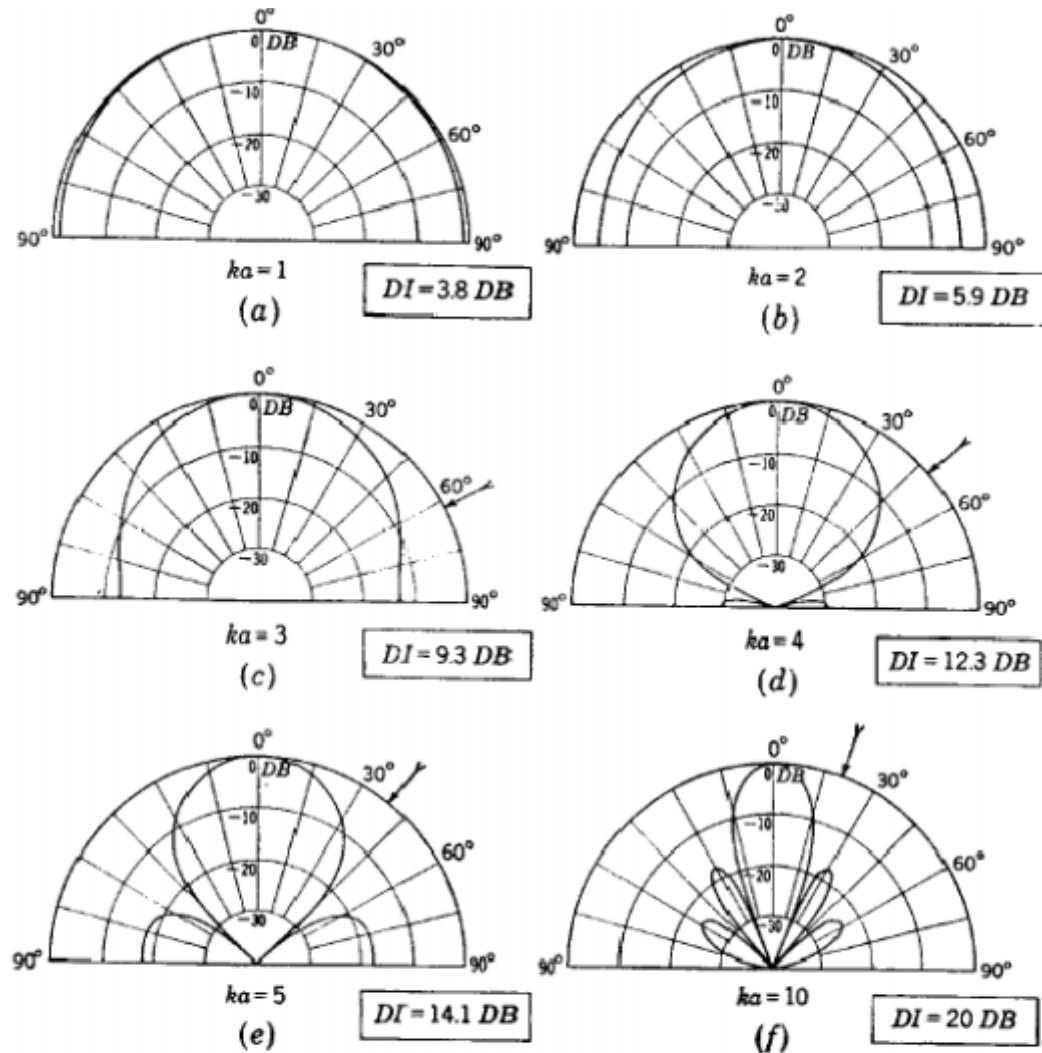 0° 0°
0 DB 30° 0 DB 30°
-10 -10
60° 60°
-20 -20
-30
90° 90° 90° 90°
ka=1 ka=2
DI=3.8 DB DI=5.9 DB
(a) (b)
0° 0°
0 DB 30° 0 DB 30°
-10 -10
60° 60°
-20 -20
-30 -30
90° 90° 90° 90°
ka=3 ka=4
DI=9.3 DB DI=12.3 DB
(c) (d)
0° 0°
0 DB 30° 0 DB 30°
-10 -10
60° 60°
-20 -20
-30 -30
90° 90° 90° 90°
ka=5 ka=10
DI=14.1 DB DI=20 DB
(e) (f)